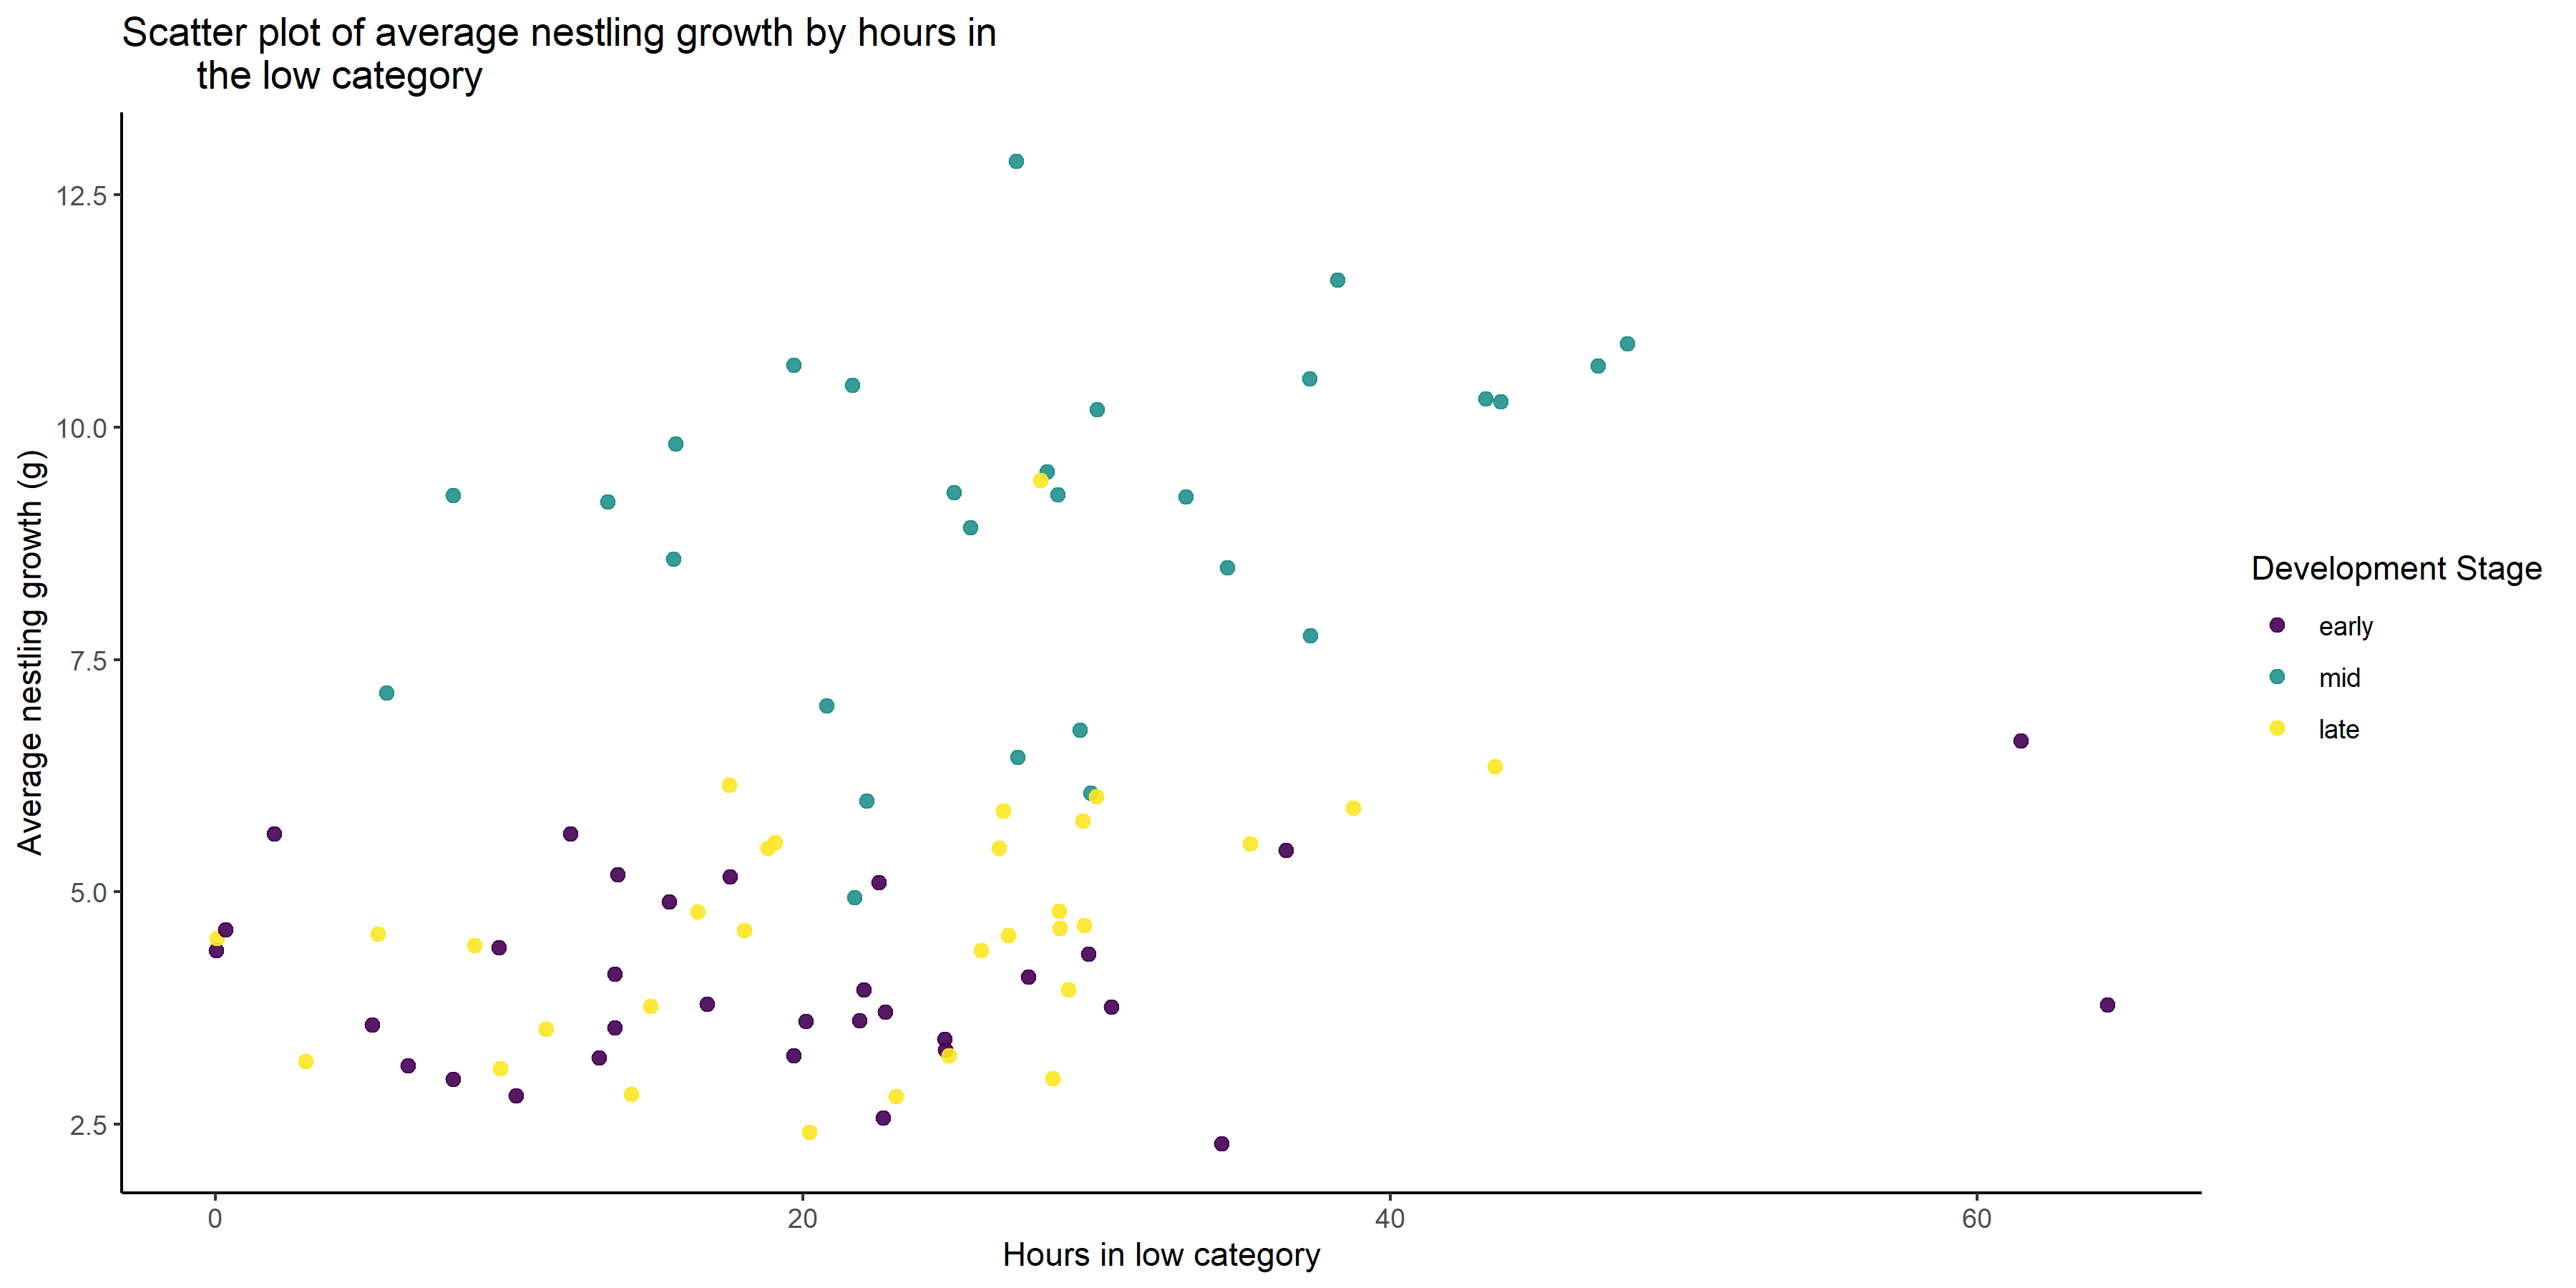 Scatter plot of average nestling growth by hours in
the low category
12.5
10.0
7.5
5.0
2.5
Average nestling growth (g)
0 20 40 60
Hours in low category
Development Stage
early
mid
late